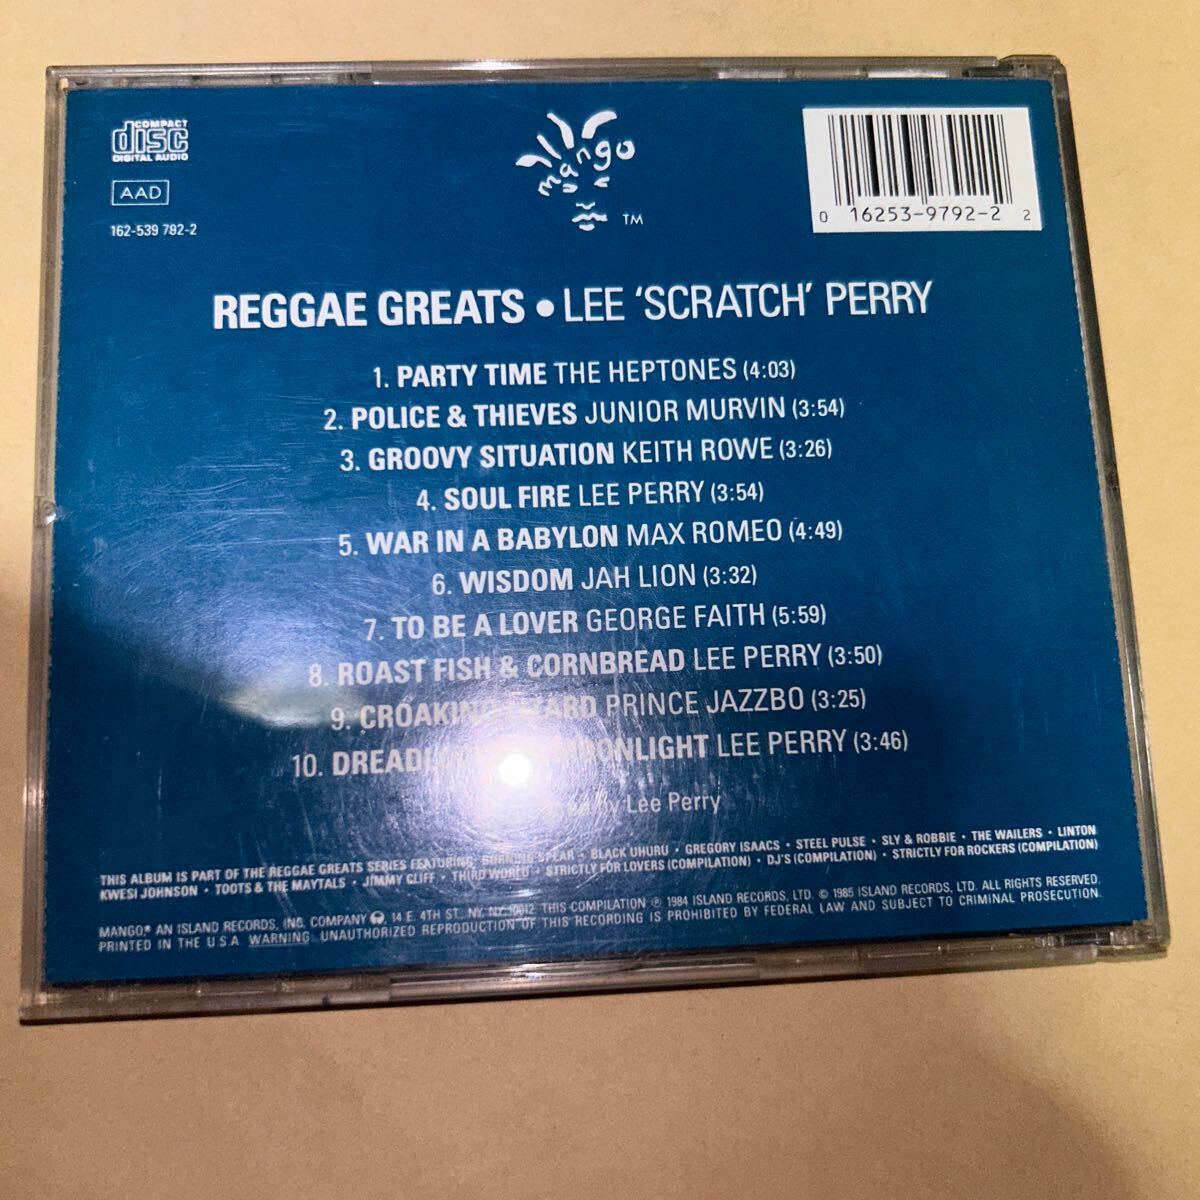 COMPACT
disc
DIGITAL AUDIO
AAD
162-539 792-2
mango
TM
0 16253-9792-2 2
REGGAE GREATS • LEE 'SCRATCH' PERRY
1. PARTY TIME THE HEPTONES (4:03)
2. POLICE & THIEVES JUNIOR MURVIN (3:54)
3. GROOVY SITUATION KEITH ROWE (3:26)
4. SOUL FIRE LEE PERRY (3:54)
5. WAR IN A BABYLON MAX ROMEO (4:49)
6. WISDOM JAH LION (3:32)
7. TO BE A LOVER GEORGE FAITH (5:59)
8. ROAST FISH & CORNBREAD LEE PERRY (3:50)
9. CROAKING LIZARD PRINCE JAZZBO (3:25)
10. MOONLIGHT LEE PERRY (3:46)
by Lee Perry
THIS ALBUM IS PART OF THE REGGAE GREATS SERIES FEATURING: BURNING SPEAR • BLACK UHURU • GREGORY ISAACS • STEEL PULSE • SLY & ROBBIE • THE WAILERS • LINTON
KWESI JOHNSON • TOOTS & THE MAYTALS • JIMMY CLIFF • THIRD WORLD • STRICTLY FOR LOVERS (COMPILATION) • DJ'S (COMPILATION) • STRICTLY FOR ROCKERS (COMPILATION)
MANGO,® AN ISLAND RECORDS, INC. COMPANY 14 E. 4TH ST., NY, NY 10012 THIS COMPILATION ℗ 1984 ISLAND RECORDS, LTD. © 1985 ISLAND RECORDS, LTD. ALL RIGHTS RESERVED.
PRINTED IN THE U.S.A. WARNING: UNAUTHORIZED REPRODUCTION OF THIS RECORDING IS PROHIBITED BY FEDERAL LAW AND SUBJECT TO CRIMINAL PROSECUTION.